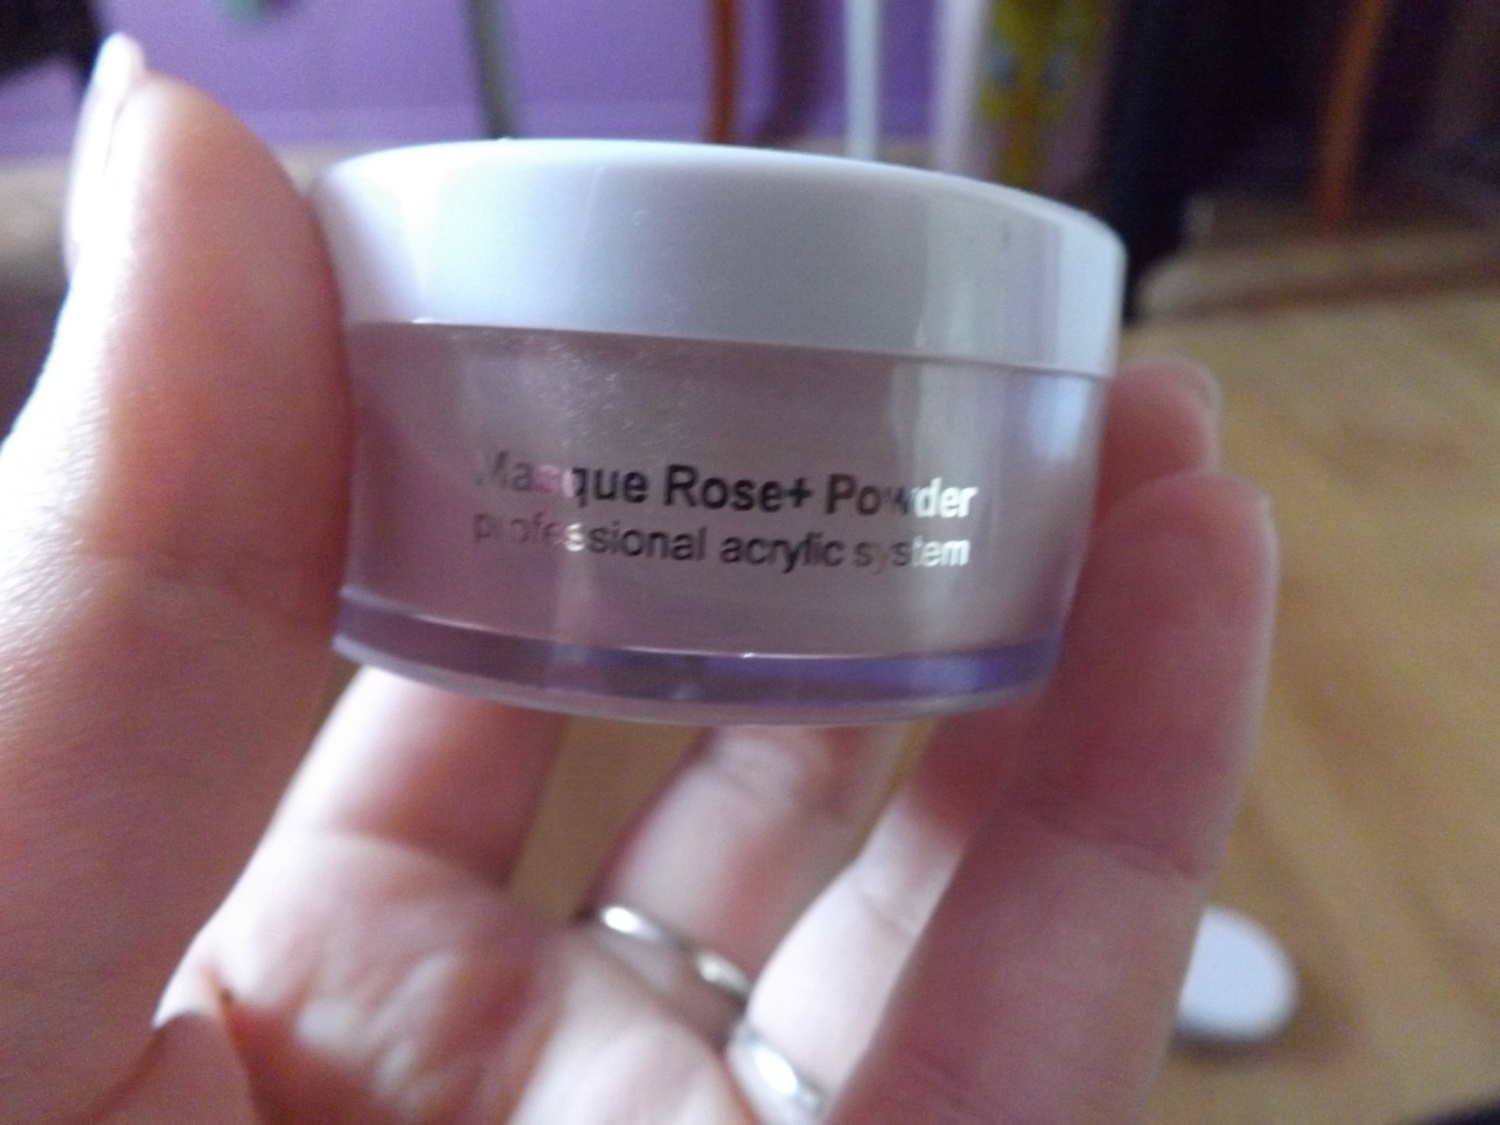 Masque Rose+ Powder
professional acrylic system